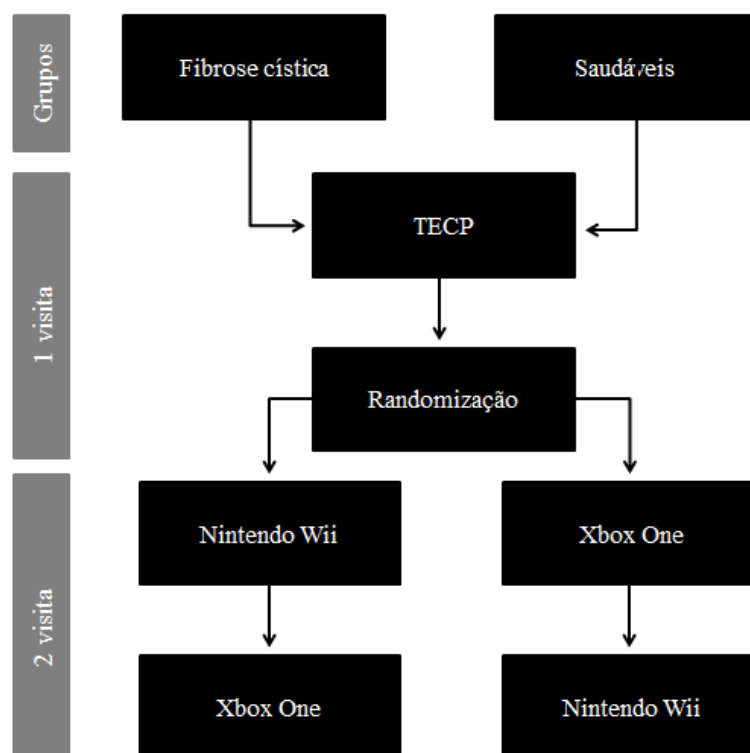 Grupos
Fibrose cística
Saudáveis
1 visita
TECP
Randomização
2 visita
Nintendo Wii
Xbox One
Xbox One
Nintendo Wii